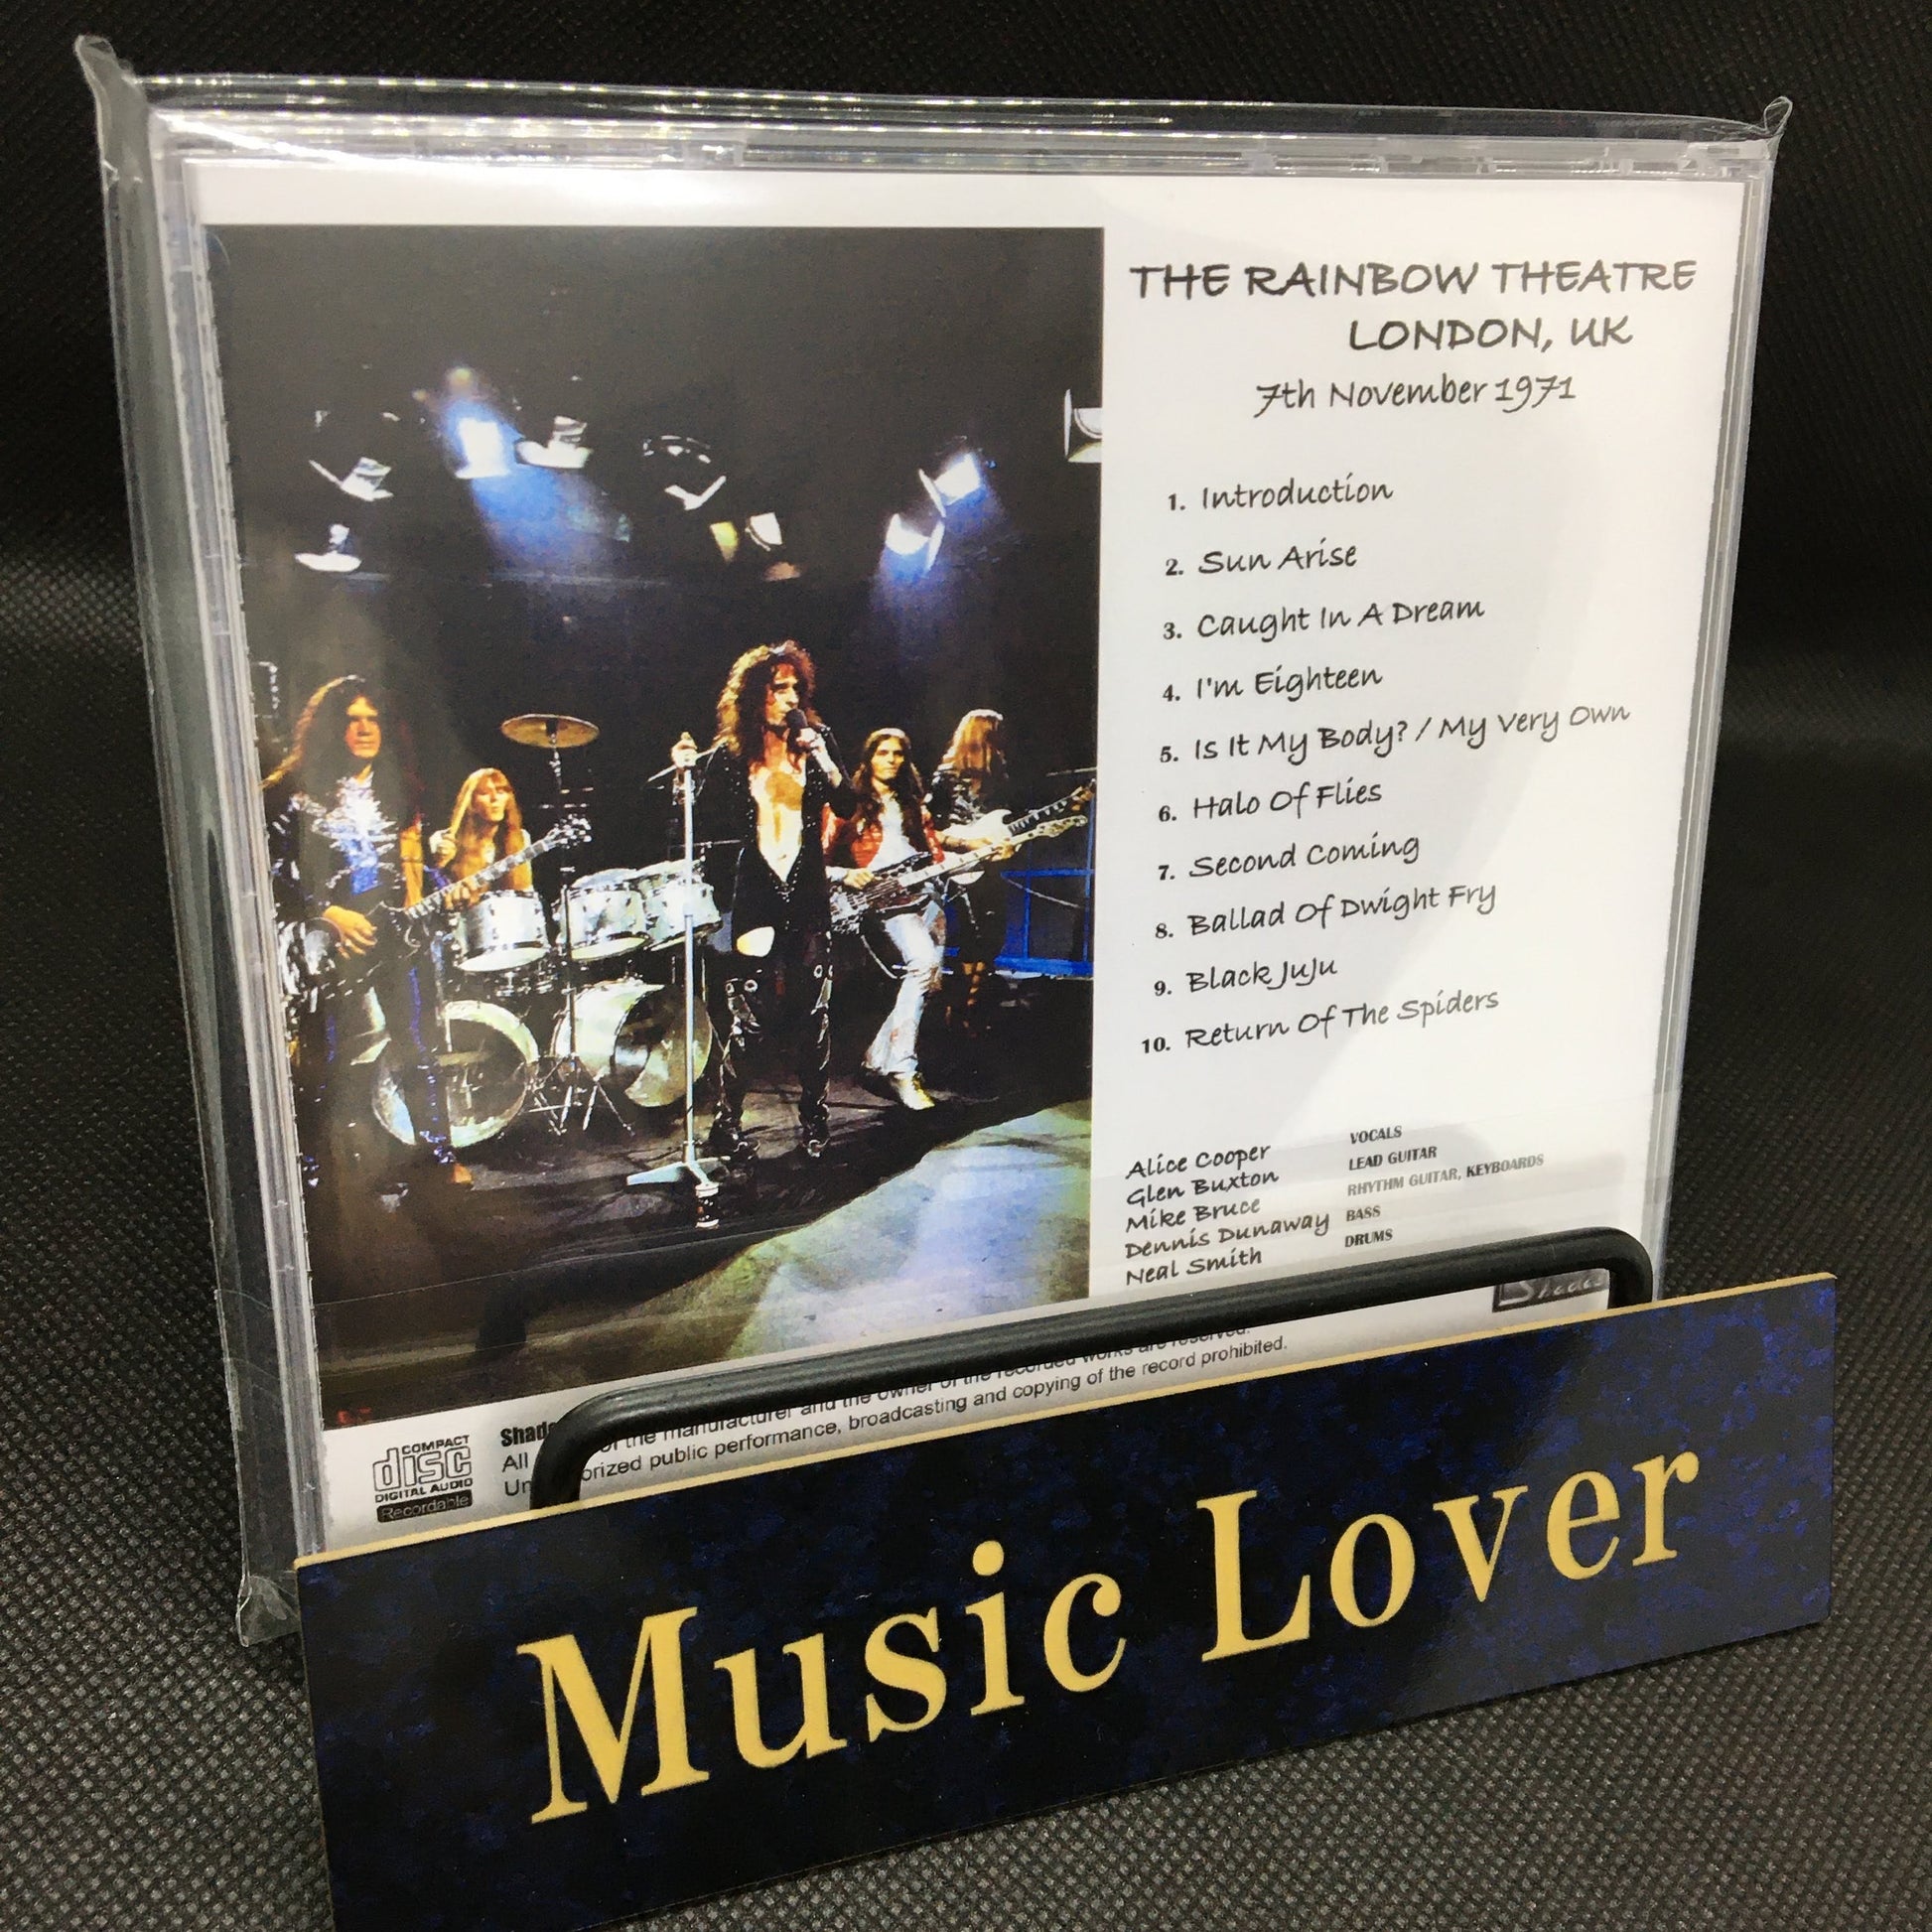 THE RAINBOW THEATRE
LONDON, UK
7th November 1971
1. Introduction
2. Sun Arise
3. Caught In A Dream
4. I'm Eighteen
5. Is It My Body? / My Very Own
6. Halo Of Flies
7. Second Coming
8. Ballad Of Dwight Fry
9. Black JuJu
10. Return Of The Spiders
Alice Cooper VOCALS
Glen Buxton LEAD GUITAR
Mike Bruce RHYTHM GUITAR, KEYBOARDS
Dennis Dunaway BASS
Neal Smith DRUMS
COMPACT
disc
DIGITAL AUDIO
Recordable
All of the manufacturer and the owner of the recorded works are reserved.
public performance, broadcasting and copying of the record prohibited.
Music Lover